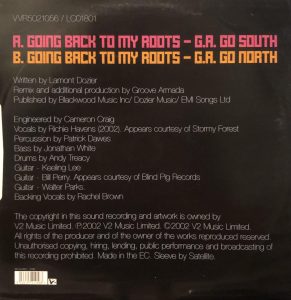 VVR5021056 / LC01801
A. GOING BACK TO MY ROOTS – G.A. GO SOUTH
B. GOING BACK TO MY ROOTS – G.A. GO NORTH
Written by Lamont Dozier
Remix and additional production by Groove Armada
Published by Blackwood Music Inc/ Dozier Music/ EMI Songs Ltd
Engineered by Cameron Craig
Vocals by Richie Havens (2002). Appears courtesy of Stormy Forest
Percussion by Patrick Dawes
Bass by Jonathan White
Drums by Andy Treacy
Guitar - Keeling Lee
Guitar - Bill Perry. Appears courtesy of Blind Pig Records
Guitar - Walter Parks.
Backing Vocals by Rachel Brown
The copyright in this sound recording and artwork is owned by
V2 Music Limited. ℗2002 V2 Music Limited. ©2002 V2 Music Limited.
All rights of the producer and of the owner of the works reproduced reserved.
Unauthorised copying, hiring, lending, public performance and broadcasting of
this recording prohibited. Made in the EC. Sleeve by Satellite.
V2